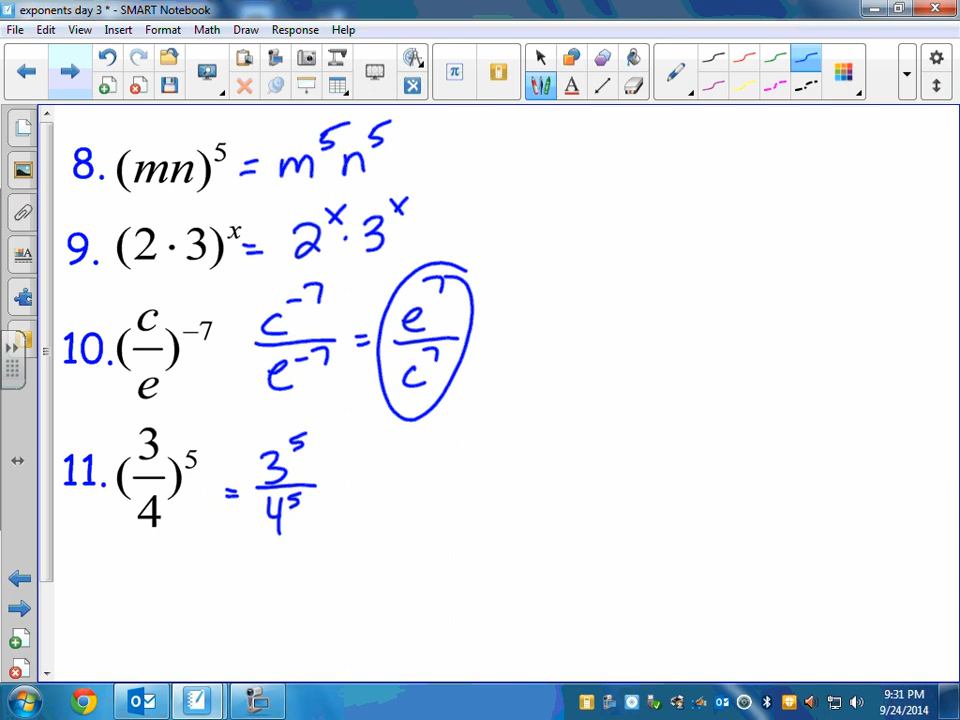 exponents day 3 * - SMART Notebook
File Edit View Insert Format Math Draw Response Help
8. (mn)^5 = m^5 n^5
9. (2 · 3)^x = 2^x · 3^x
10. (c/e)^−7 c^−7/e^−7 = e^7/c^7
11. (3/4)^5 = 3^5/4^5
9:31 PM
9/24/2014